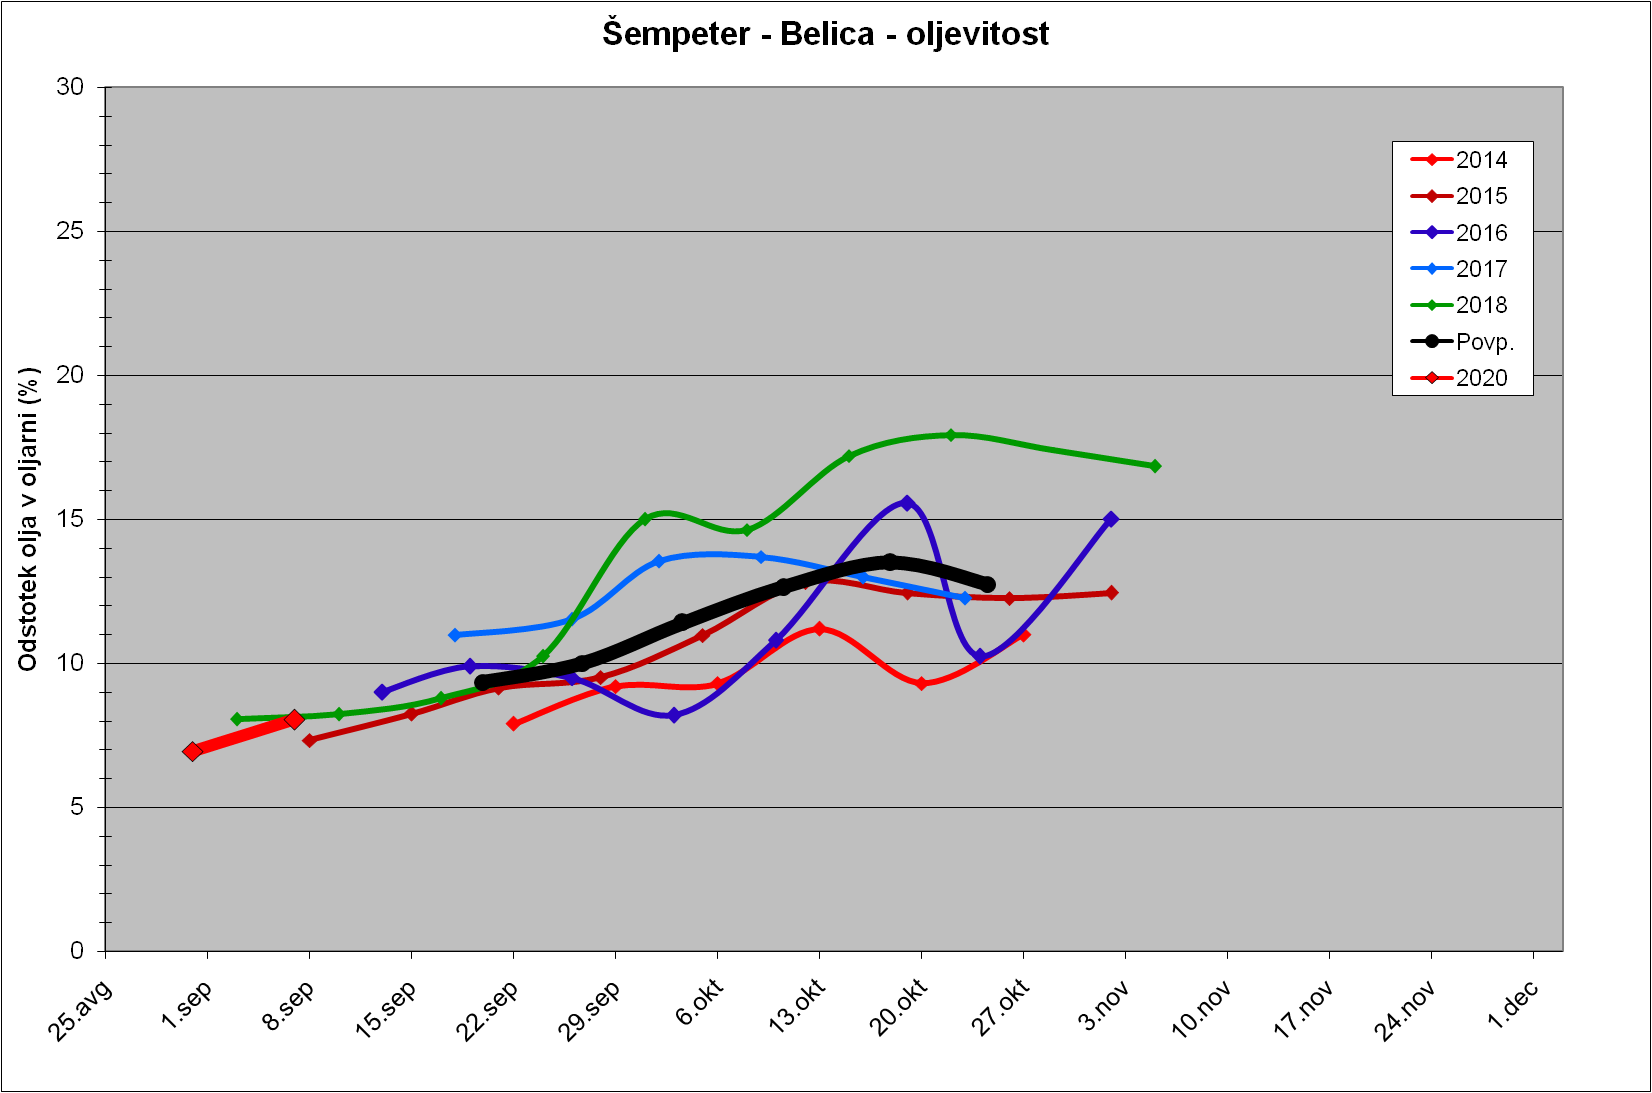 Šempeter - Belica - oljevitost
Odstotek olja v oljarni (%)
30
25
20
15
10
5
0
2014
2015
2016
2017
2018
Povp.
2020
25.avg
1.sep
8.sep
15.sep
22.sep
29.sep
6.okt
13.okt
20.okt
27.okt
3.nov
10.nov
17.nov
24.nov
1.dec